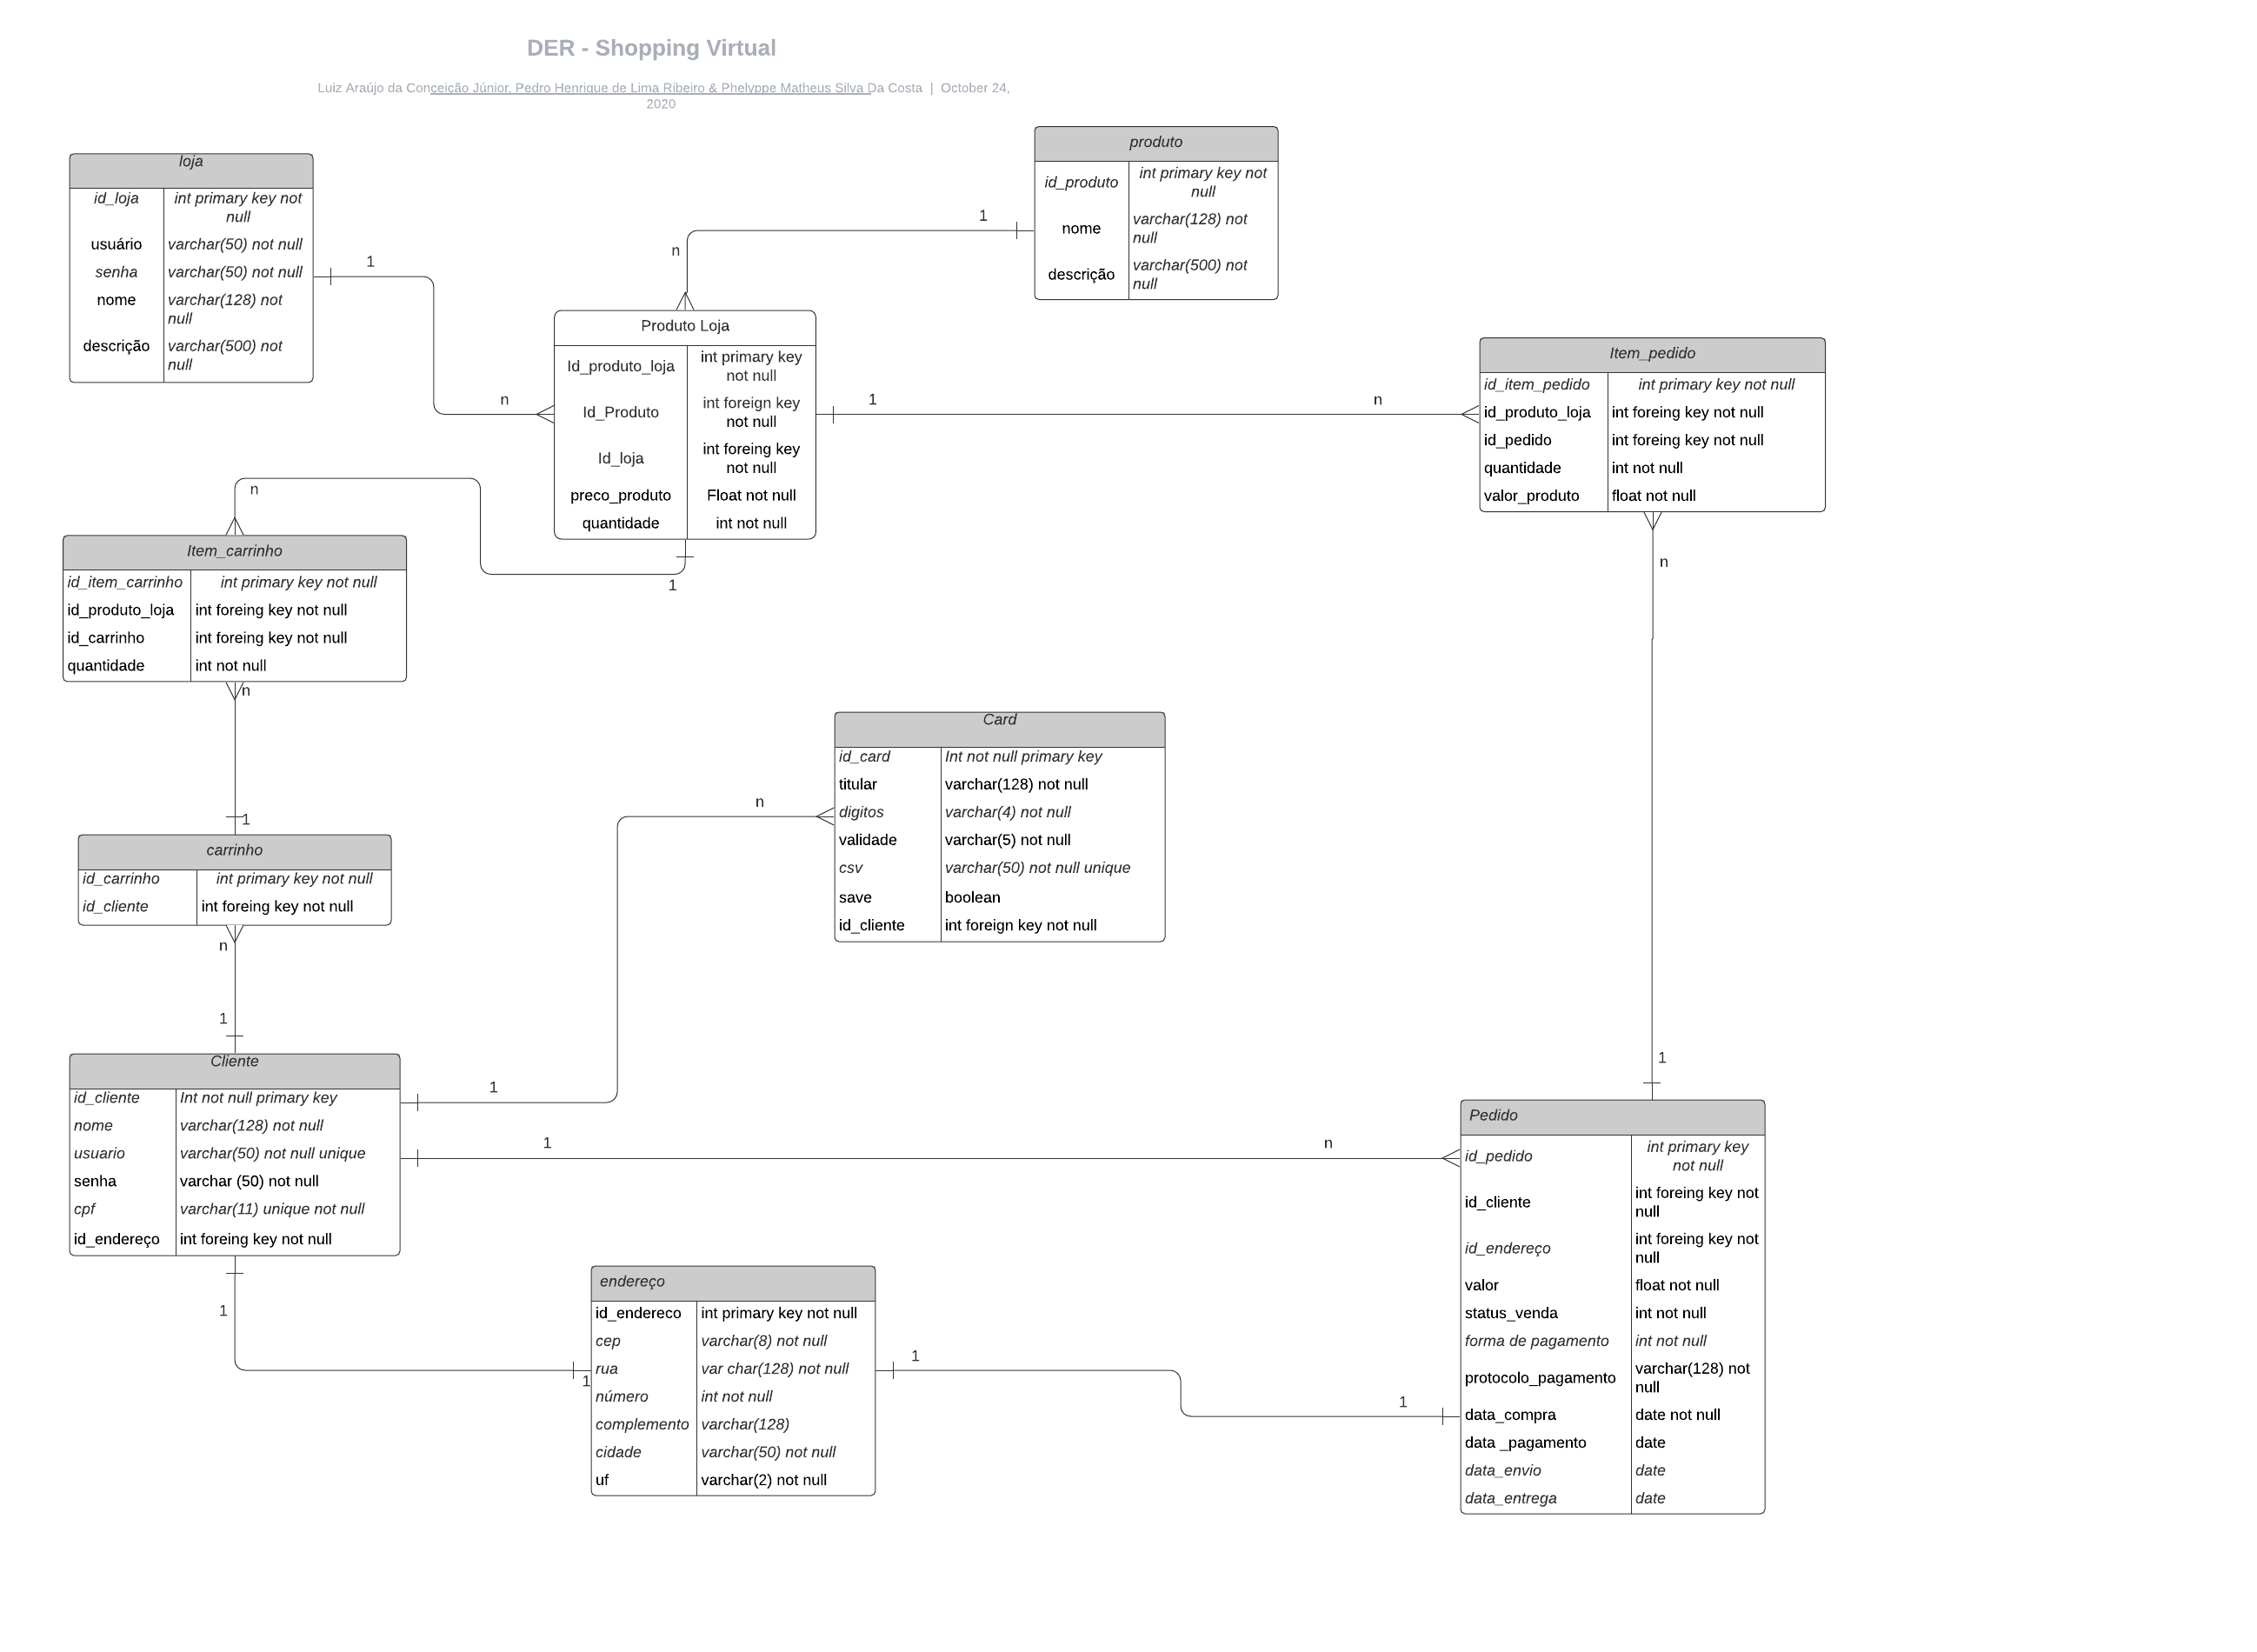 DER - Shopping Virtual
Luiz Araújo da Conceição Júnior, Pedro Henrique de Lima Ribeiro & Phelyppe Matheus Silva Da Costa | October 24,
2020
loja
id_loja int primary key not
null
usuário varchar(50) not null
senha varchar(50) not null
nome varchar(128) not
null
descrição varchar(500) not
null
1
n
produto
id_produto int primary key not
null
nome varchar(128) not
null
descrição varchar(500) not
null
1
n
Produto Loja
Id_produto_loja int primary key
not null
Id_Produto int foreign key
not null
Id_loja int foreing key
not null
preco_produto Float not null
quantidade int not null
1
n
Item_pedido
id_item_pedido int primary key not null
id_produto_loja int foreing key not null
id_pedido int foreing key not null
quantidade int not null
valor_produto float not null
n
1
n
1
Item_carrinho
id_item_carrinho int primary key not null
id_produto_loja int foreing key not null
id_carrinho int foreing key not null
quantidade int not null
n
1
carrinho
id_carrinho int primary key not null
id_cliente int foreing key not null
n
1
Card
id_card Int not null primary key
titular varchar(128) not null
digitos varchar(4) not null
validade varchar(5) not null
csv varchar(50) not null unique
save boolean
id_cliente int foreign key not null
n
1
Cliente
id_cliente Int not null primary key
nome varchar(128) not null
usuario varchar(50) not null unique
senha varchar (50) not null
cpf varchar(11) unique not null
id_endereço int foreing key not null
1
n
1
1
endereço
id_endereco int primary key not null
cep varchar(8) not null
rua var char(128) not null
número int not null
complemento varchar(128)
cidade varchar(50) not null
uf varchar(2) not null
1
1
Pedido
id_pedido int primary key
not null
id_cliente int foreing key not
null
id_endereço int foreing key not
null
valor float not null
status_venda int not null
forma de pagamento int not null
protocolo_pagamento varchar(128) not
null
data_compra date not null
data _pagamento date
data_envio date
data_entrega date